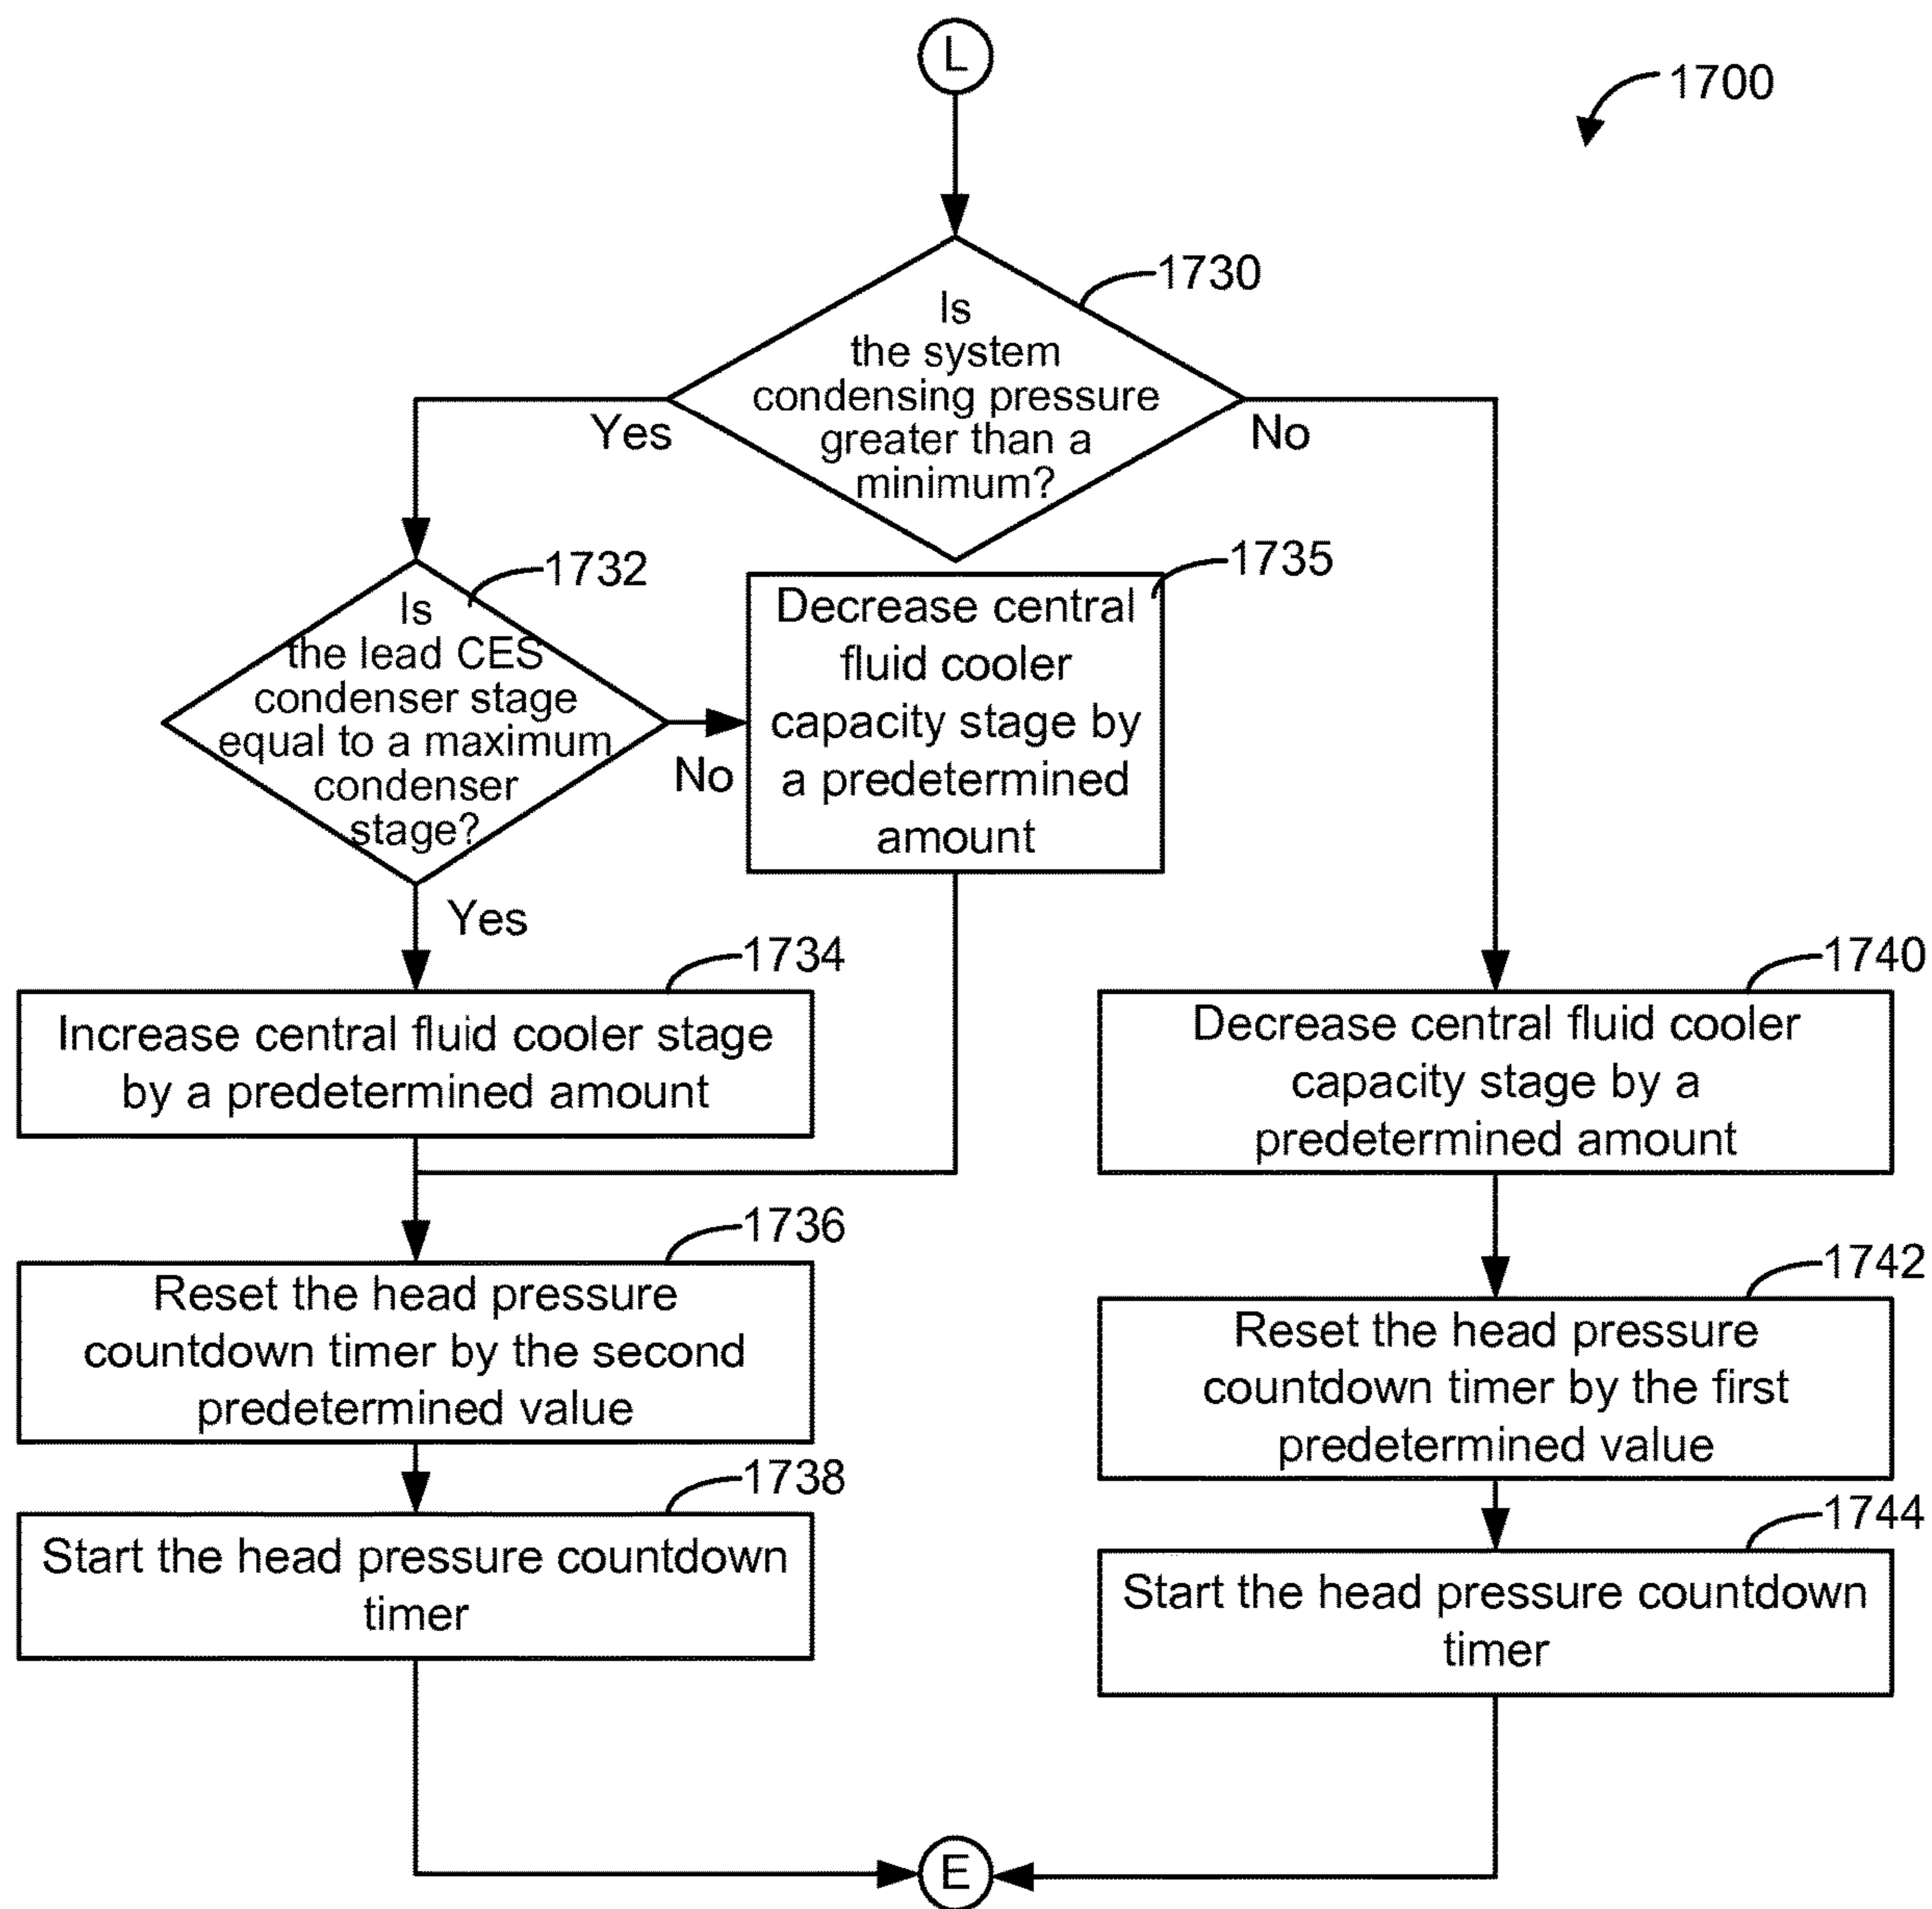 L
1700
1730
Is
the system
condensing pressure
greater than a
minimum?
Yes
No
1732
Is
the lead CES
condenser stage
equal to a maximum
condenser
stage?
No
Yes
1735
Decrease central
fluid cooler
capacity stage by
a predetermined
amount
1734
Increase central fluid cooler stage
by a predetermined amount
1740
Decrease central fluid cooler
capacity stage by a
predetermined amount
1736
Reset the head pressure
countdown timer by the second
predetermined value
1742
Reset the head pressure
countdown timer by the first
predetermined value
1738
Start the head pressure countdown
timer
1744
Start the head pressure countdown
timer
E